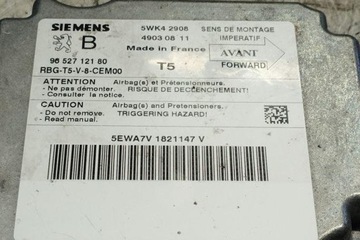 SIEMENS
B
5WK4 2908
4903 08 11
Made in France
SENS DE MONTAGE
IMPERATIF
AVANT
FORWARD
96 527 121 80
RBG-T5-V-8-CEM00
T5
ATTENTION
- Ne pas démonter.
- Consulter la notice.
Airbag(s) et Prétensionneurs.
RISQUE DE DECLENCHEMENT!
CAUTION
- Do not remove.
- Read manual.
Airbag(s) and Pretensioners.
TRIGGERING HAZARD!
5EWA7V 1821147 V